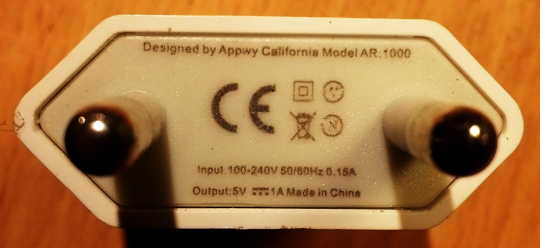 Designed by Appwy California Model AR:1000
CE
Input 100-240V 50/60Hz 0.15A
Output:5V ⎓1A Made in China